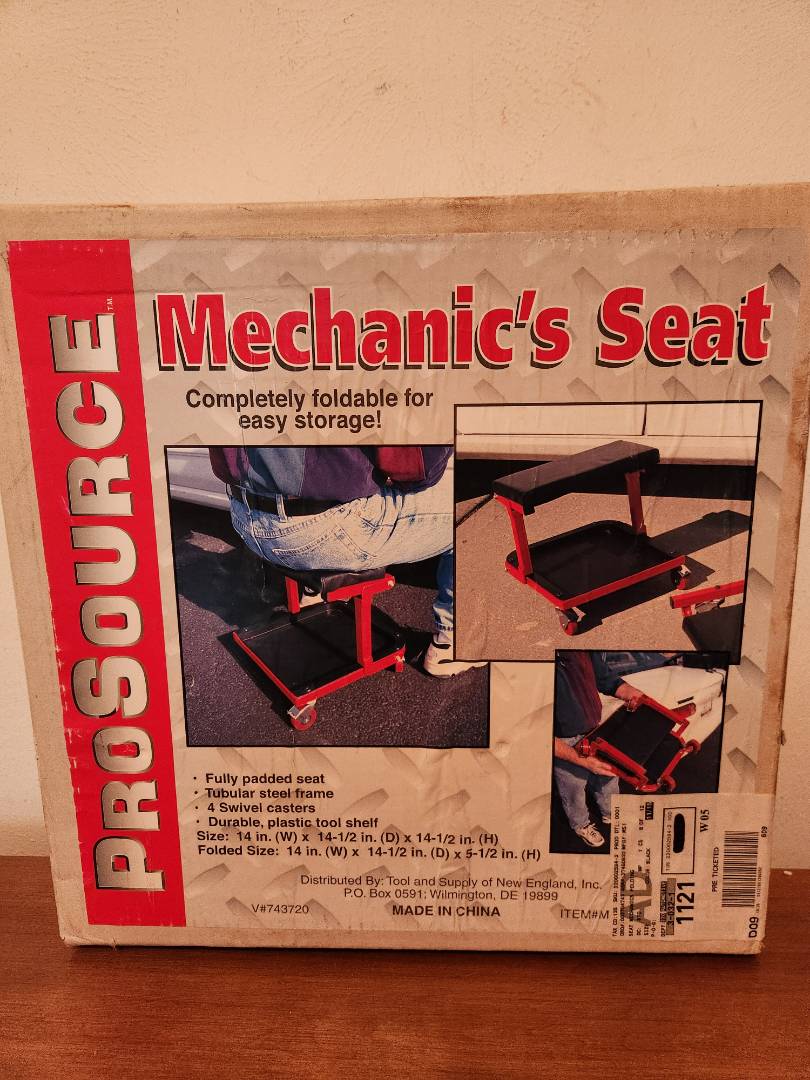 PROSOURCE TM
Mechanic's Seat
Completely foldable for
easy storage!
· Fully padded seat
· Tubular steel frame
· 4 Swivel casters
· Durable, plastic tool shelf
Size: 14 in. (W) x 14-1/2 in. (D) x 14-1/2 in. (H)
Folded Size: 14 in. (W) x 14-1/2 in. (D) x 5-1/2 in. (H)
Distributed By: Tool and Supply of New England, Inc.
P.O. Box 0591; Wilmington, DE 19899
V#743720
MADE IN CHINA
ITEM#M
1121
W 05
PRE TICKETED
D09
609